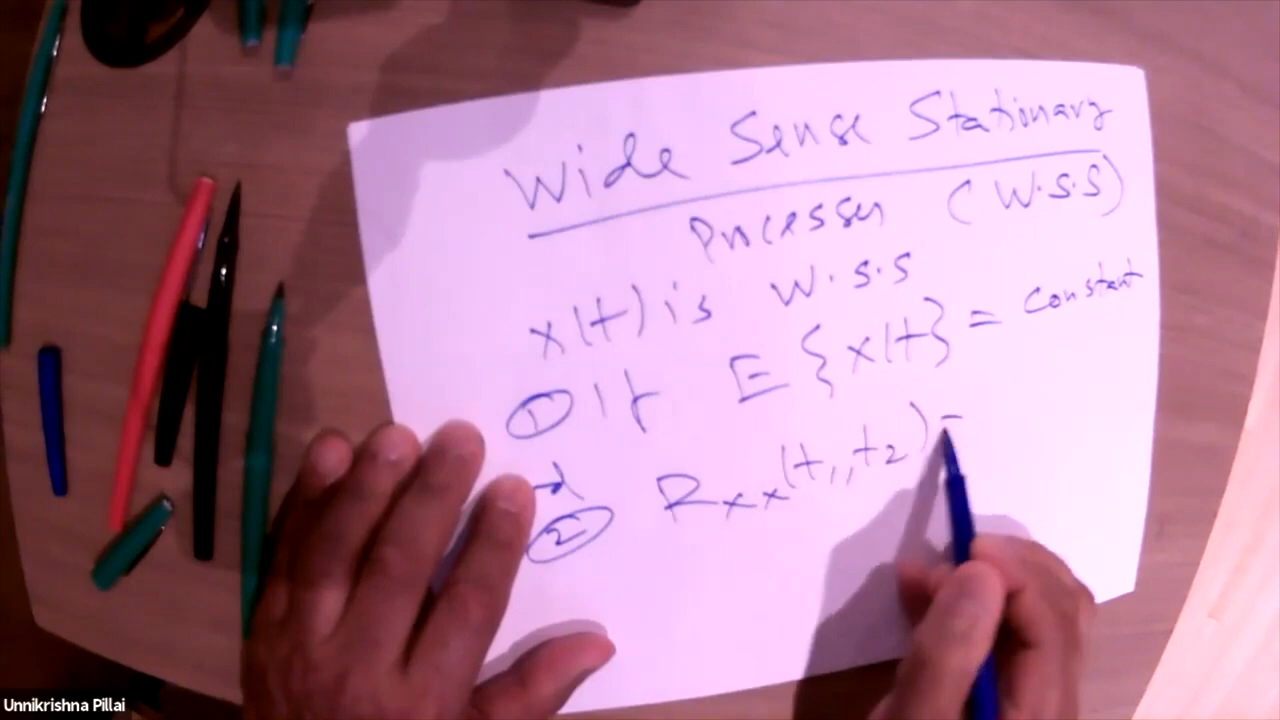 Wide Sense Stationary
Processes (W.S.S)
x(t) is W.S.S
① If E{x(t)} = constant
② Rxx(t1, t2) =
Unnikrishna Pillai